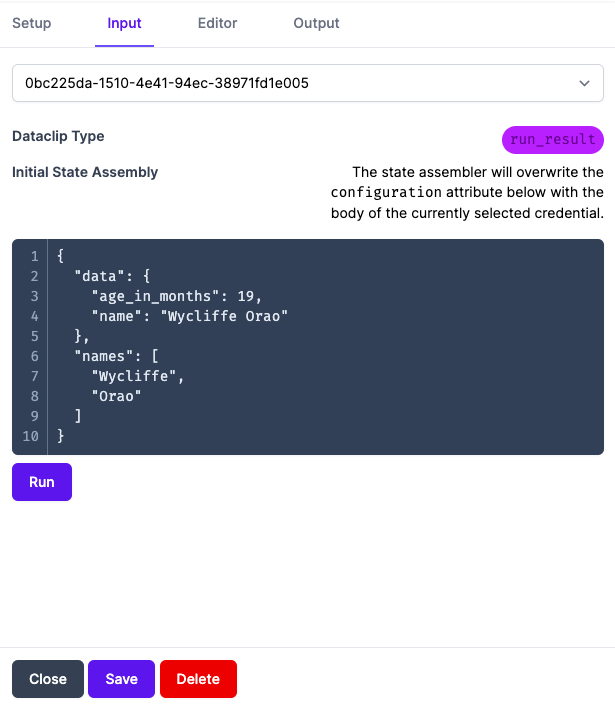 Setup Input Editor Output
0bc225da-1510-4e41-94ec-38971fd1e005
Dataclip Type run_result
Initial State Assembly The state assembler will overwrite the
configuration attribute below with the
body of the currently selected credential.
1 {
2 "data": {
3 "age_in_months": 19,
4 "name": "Wycliffe Orao"
5 },
6 "names": [
7 "Wycliffe",
8 "Orao"
9 ]
10 }
Run
Close Save Delete